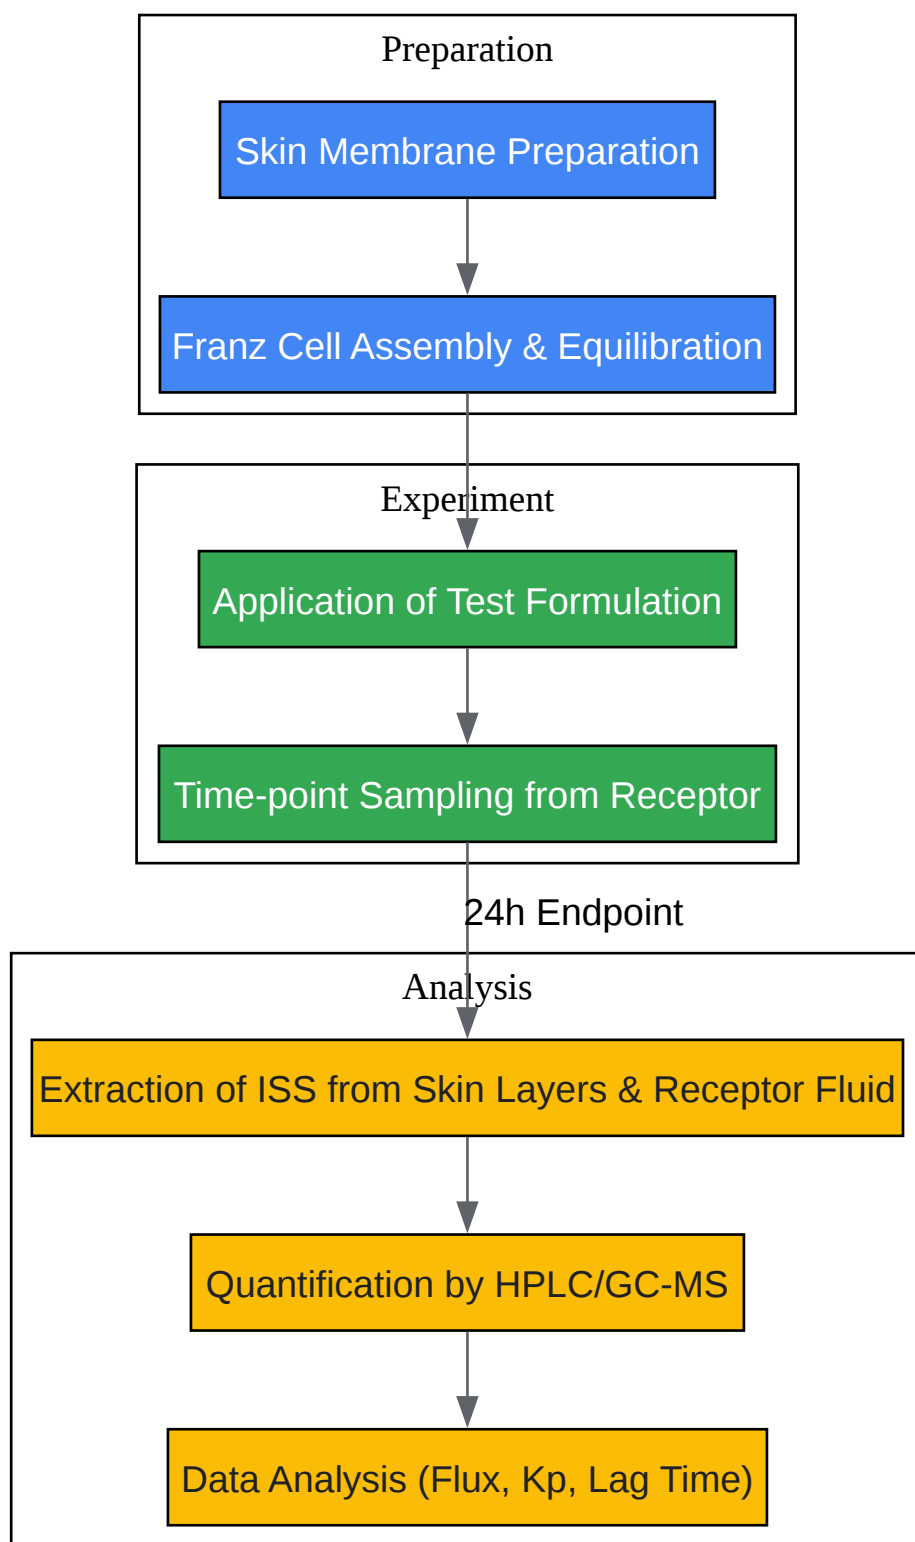 Preparation
Skin Membrane Preparation
Franz Cell Assembly & Equilibration
Experiment
Application of Test Formulation
Time-point Sampling from Receptor
24h Endpoint
Analysis
Extraction of ISS from Skin Layers & Receptor Fluid
Quantification by HPLC/GC-MS
Data Analysis (Flux, Kp, Lag Time)